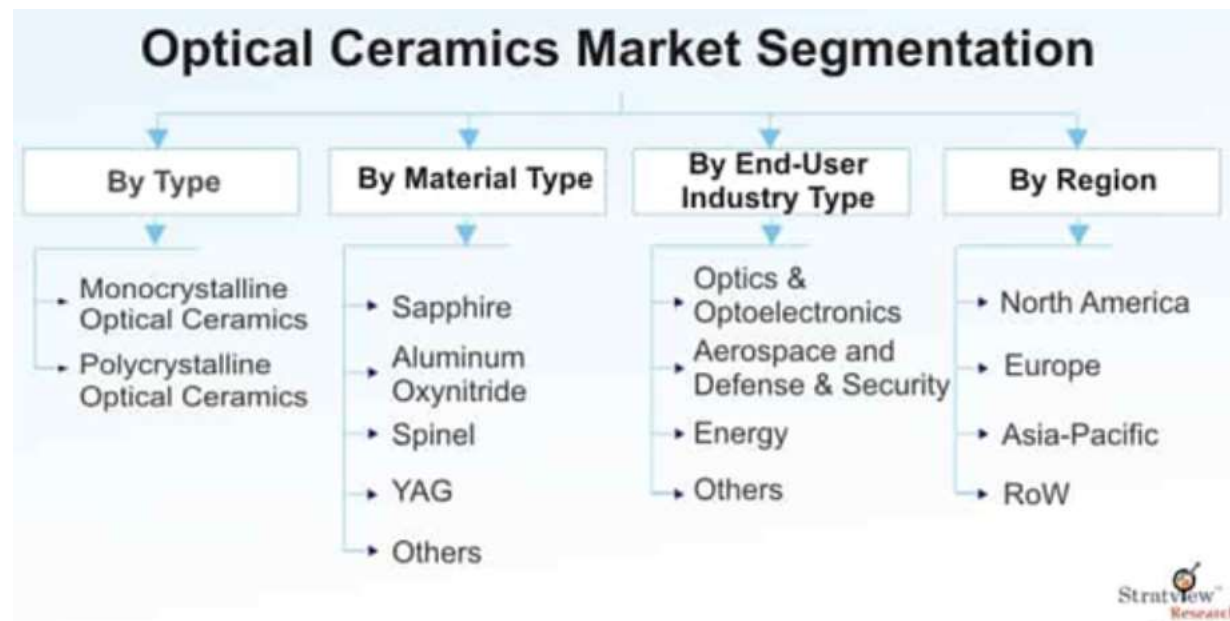 Optical Ceramics Market Segmentation
By Type
Monocrystalline
Optical Ceramics
Polycrystalline
Optical Ceramics
By Material Type
Sapphire
Aluminum
Oxynitride
Spinel
YAG
Others
By End-User
Industry Type
Optics &
Optoelectronics
Aerospace and
Defense & Security
Energy
Others
By Region
North America
Europe
Asia-Pacific
RoW
Stratview™
Research